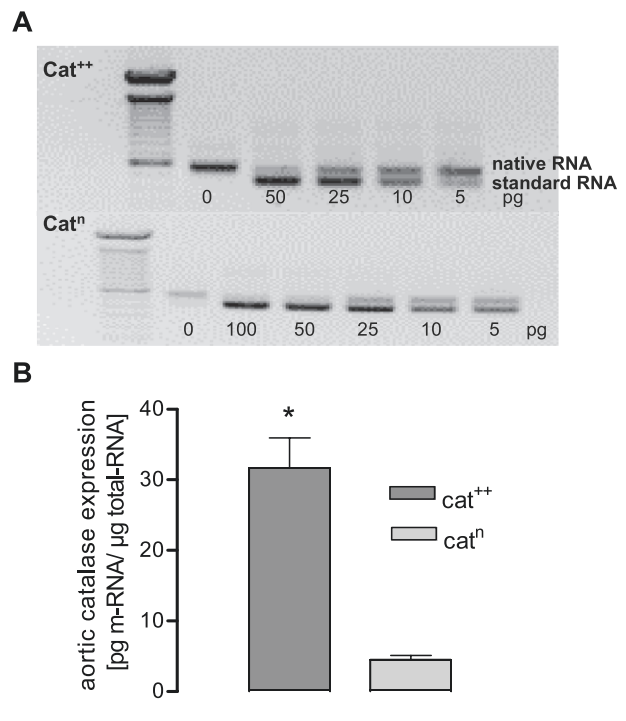 A
Cat++
native RNA
standard RNA
0 50 25 10 5 pg
Catn
0 100 50 25 10 5 pg
B
aortic catalase expression
[pg m-RNA/ µg total-RNA]
40
30
20
10
0
*
cat++
catn